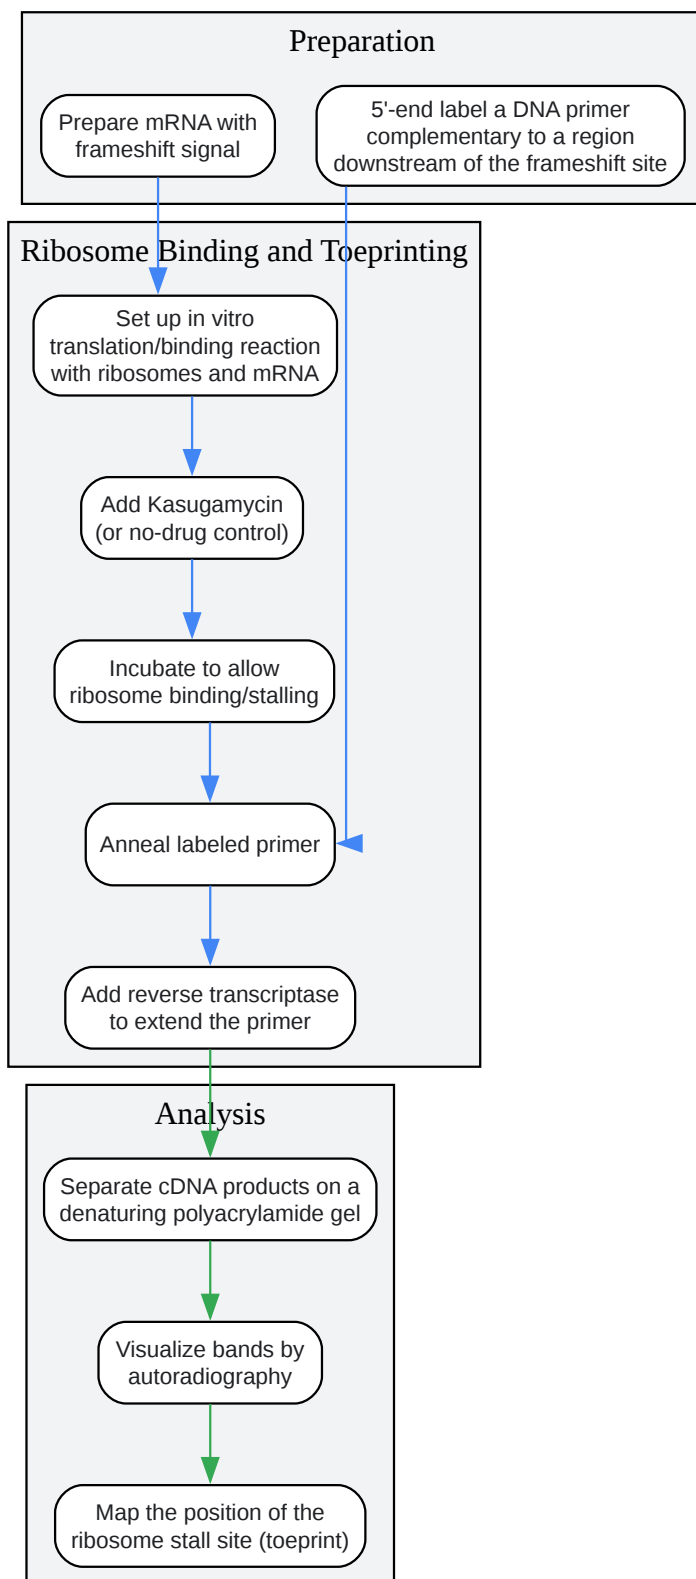 Preparation
Prepare mRNA with
frameshift signal
5'-end label a DNA primer
complementary to a region
downstream of the frameshift site
Ribosome Binding and Toeprinting
Set up in vitro
translation/binding reaction
with ribosomes and mRNA
Add Kasugamycin
(or no-drug control)
Incubate to allow
ribosome binding/stalling
Anneal labeled primer
Add reverse transcriptase
to extend the primer
Analysis
Separate cDNA products on a
denaturing polyacrylamide gel
Visualize bands by
autoradiography
Map the position of the
ribosome stall site (toeprint)